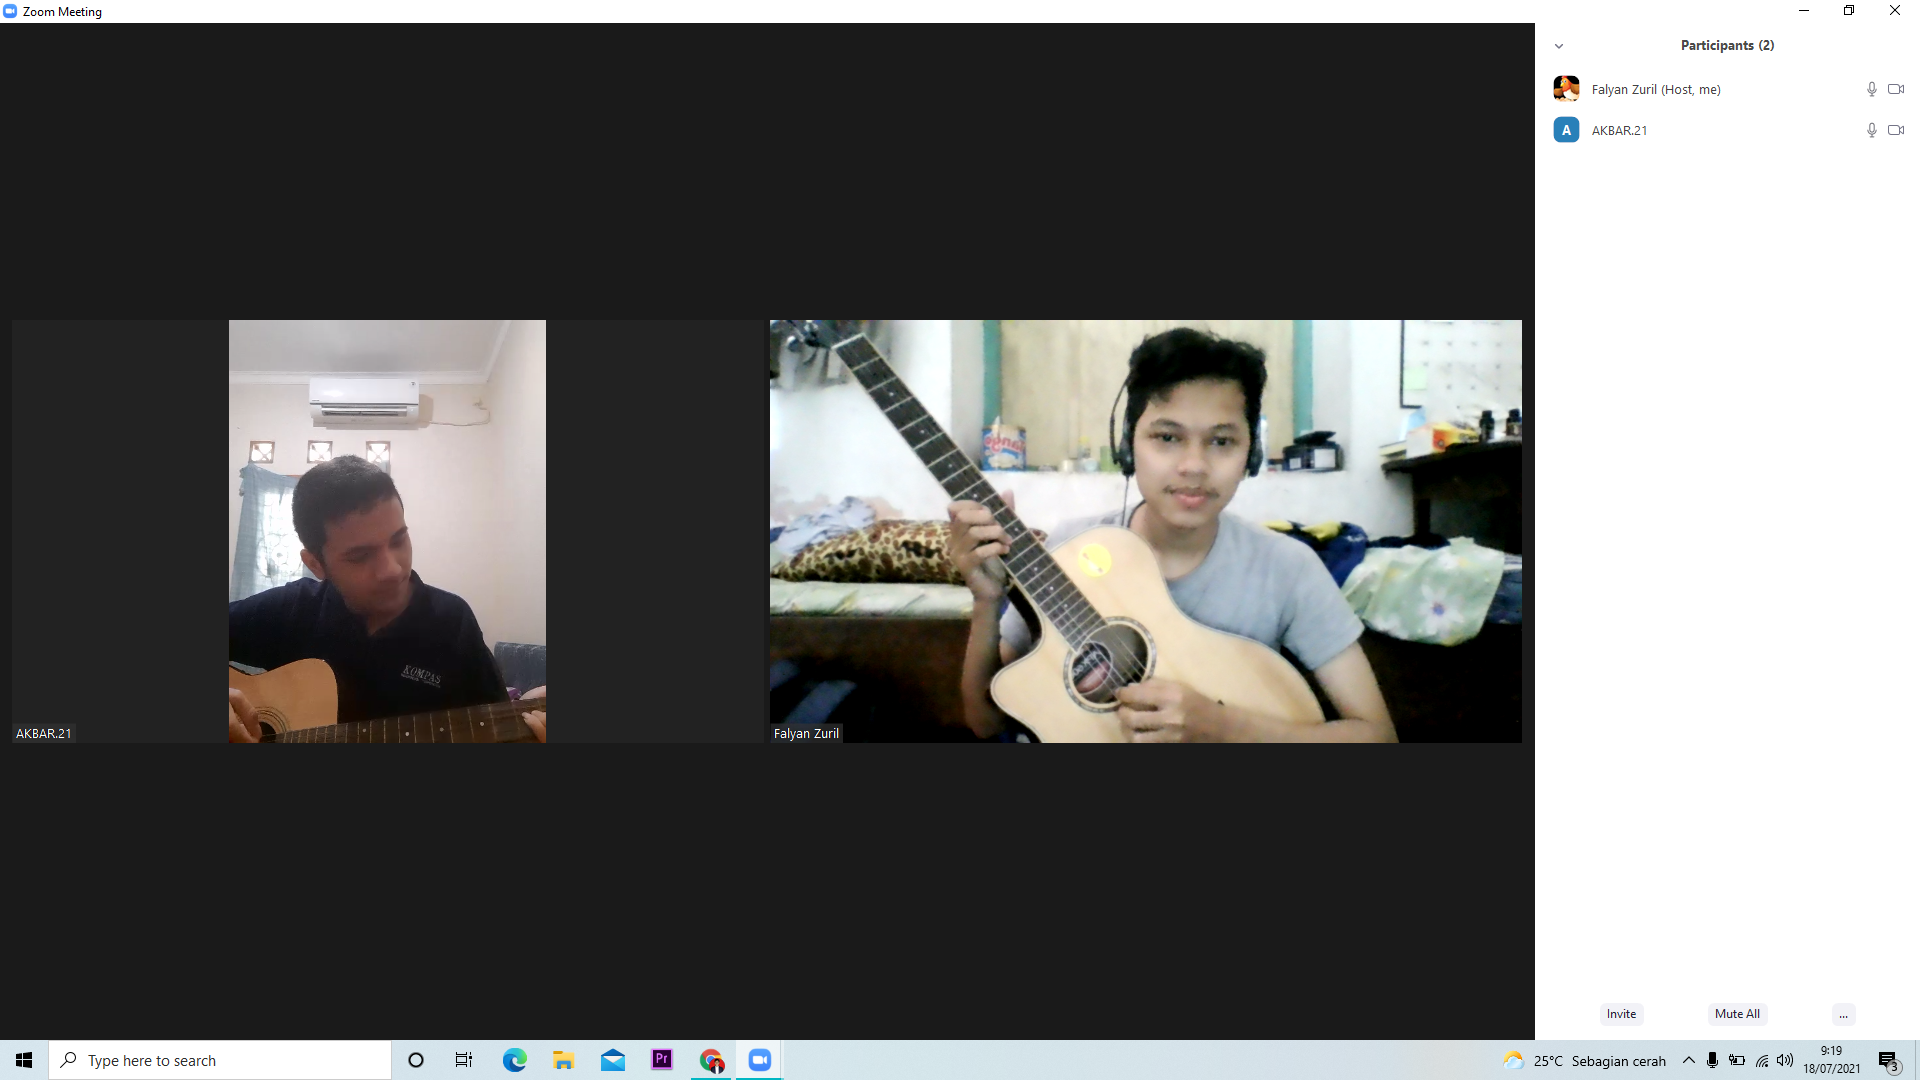 Zoom Meeting
Participants (2)
Falyan Zuril (Host, me)
A
AKBAR.21
KOMPAS
AKBAR.21
Falyan Zuril
Invite
Mute All
...
Type here to search
Pr
25°C Sebagian cerah
9:19
18/07/2021
3